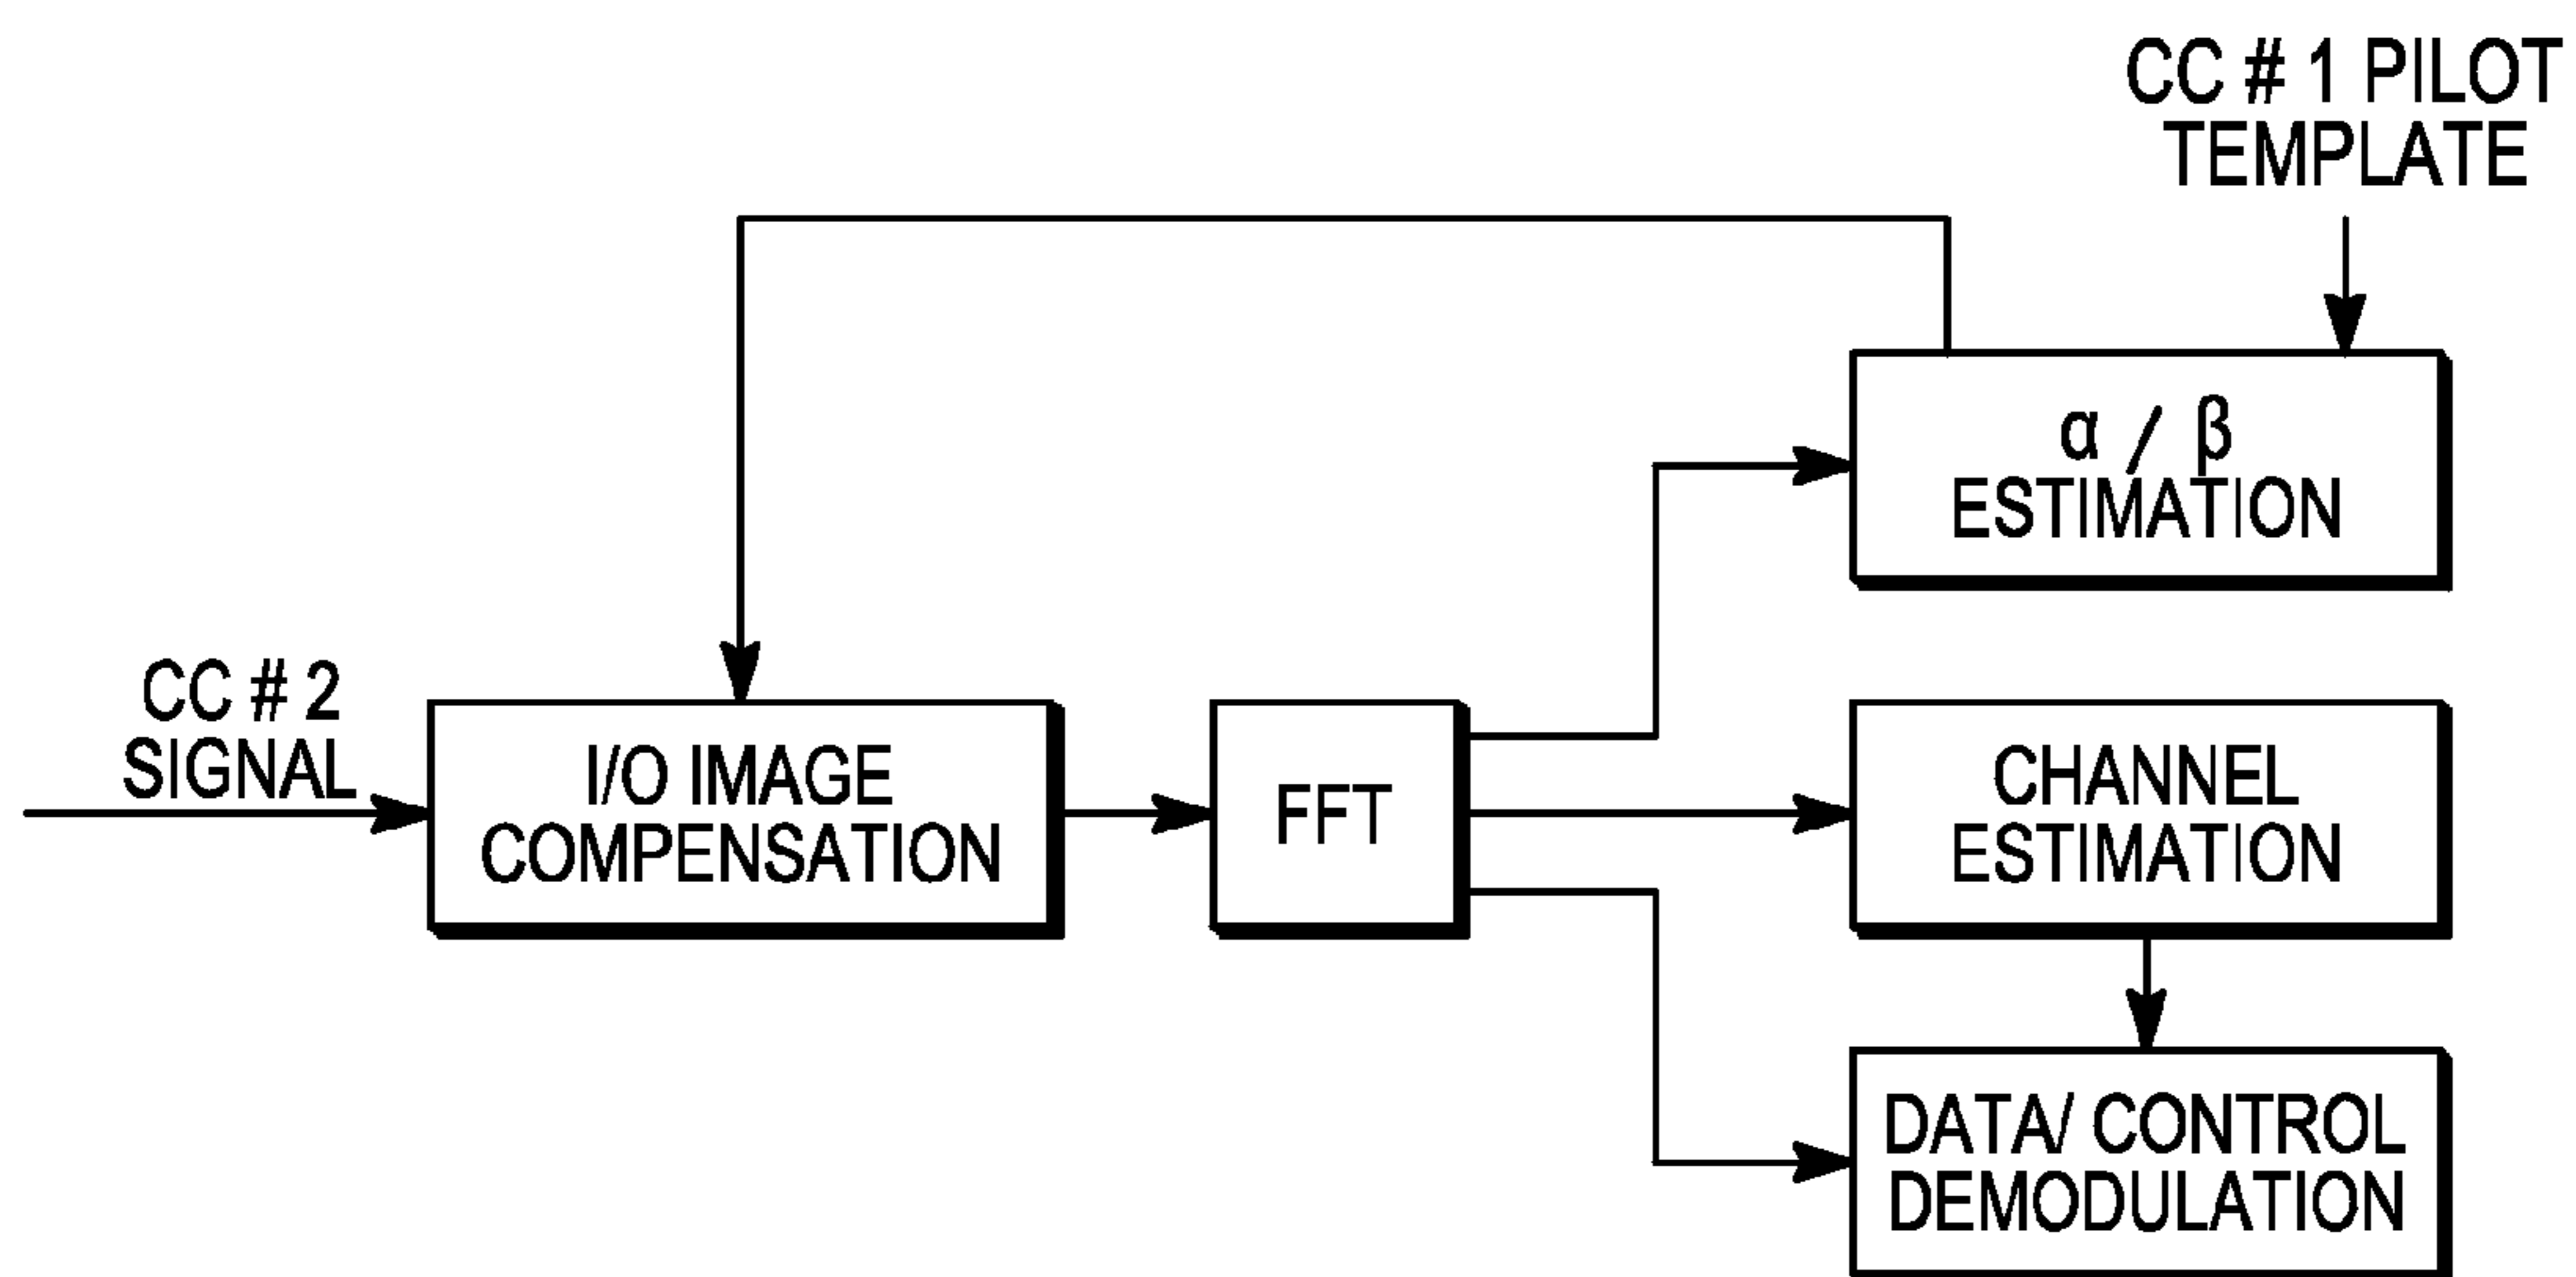 CC # 1 PILOT
TEMPLATE
α / β
ESTIMATION
CC # 2
SIGNAL
I/O IMAGE
COMPENSATION
FFT
CHANNEL
ESTIMATION
DATA/ CONTROL
DEMODULATION